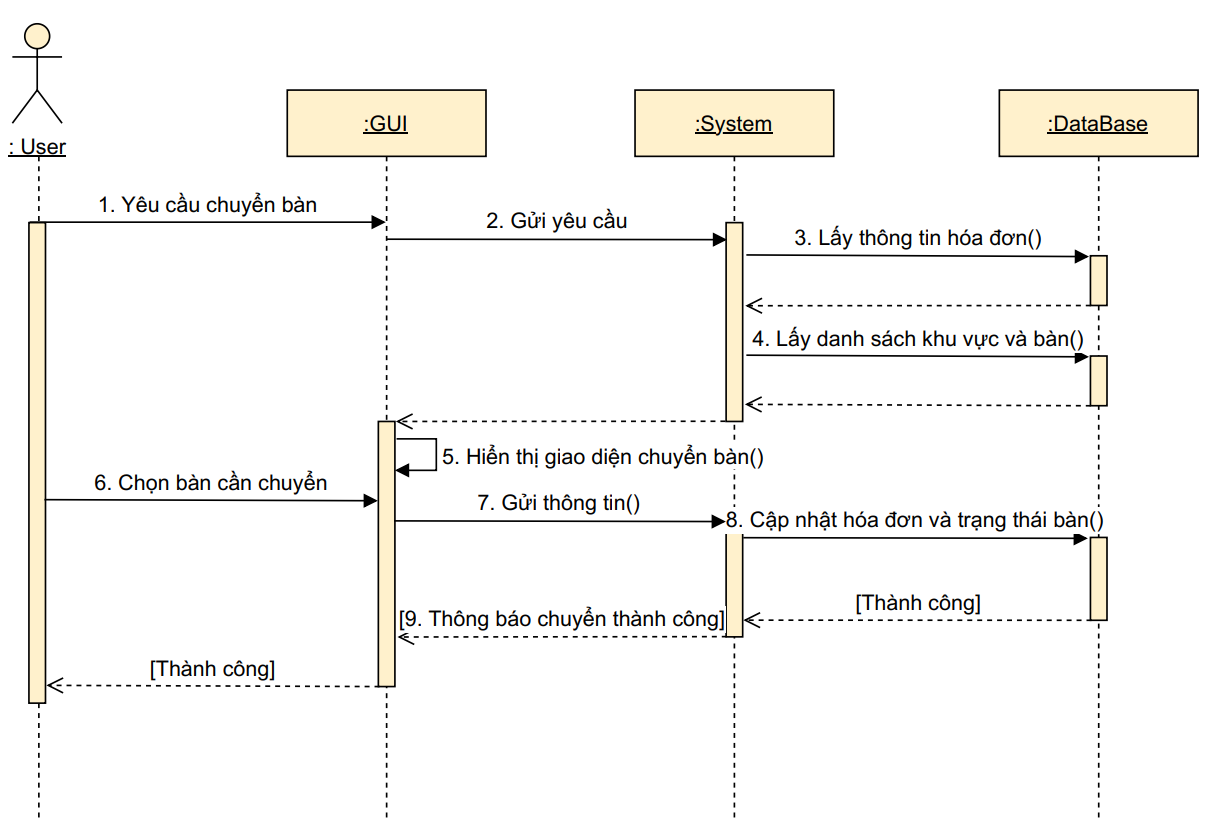 :GUI
:System
:DataBase
: User
1. Yêu cầu chuyển bàn
2. Gửi yêu cầu
3. Lấy thông tin hóa đơn()
4. Lấy danh sách khu vực và bàn()
5. Hiển thị giao diện chuyển bàn()
6. Chọn bàn cần chuyển
7. Gửi thông tin()
8. Cập nhật hóa đơn và trạng thái bàn()
[Thành công]
[9. Thông báo chuyển thành công]
[Thành công]